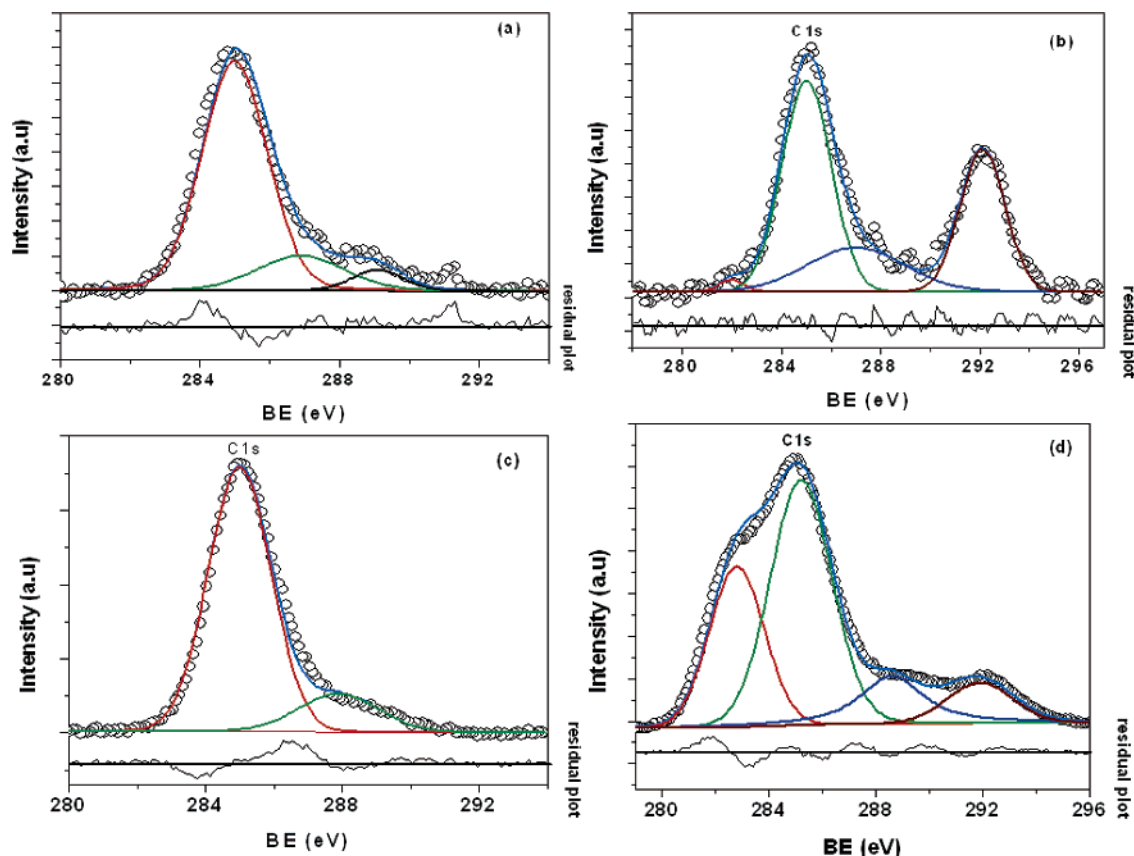 (a)
Intensity (a.u)
residual plot
280 284 288 292
BE (eV)
C1s
(b)
Intensity (a.u)
residual plot
280 284 288 292 296
BE (eV)
C1s
(c)
Intensity (a.u)
residual plot
280 284 288 292
BE (eV)
C1s
(d)
Intensity (a.u)
residual plot
280 284 288 292 296
BE (eV)